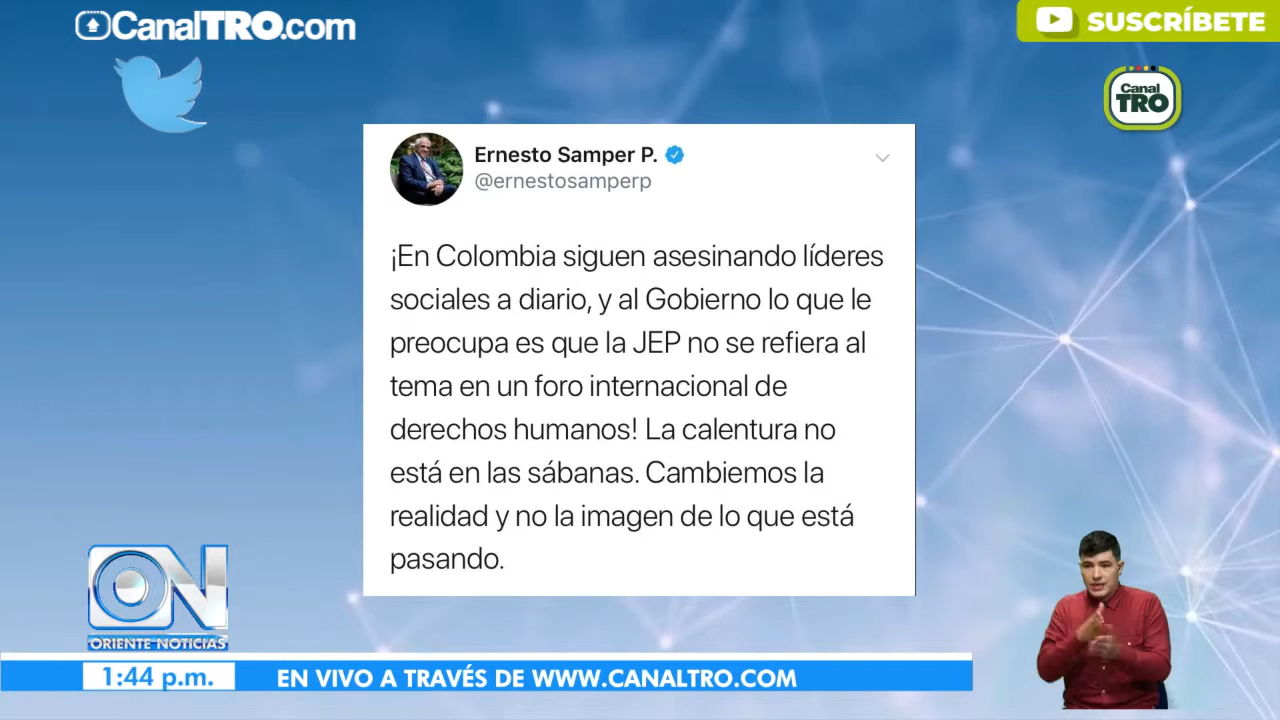 CanalTRO.com
SUSCRÍBETE
Canal
TRO
Ernesto Samper P.
@ernestosamperp
¡En Colombia siguen asesinando líderes
sociales a diario, y al Gobierno lo que le
preocupa es que la JEP no se refiera al
tema en un foro internacional de
derechos humanos! La calentura no
está en las sábanas. Cambiemos la
realidad y no la imagen de lo que está
pasando.
ON
ORIENTE NOTICIAS
1:44 p.m.
EN VIVO A TRAVÉS DE WWW.CANALTRO.COM